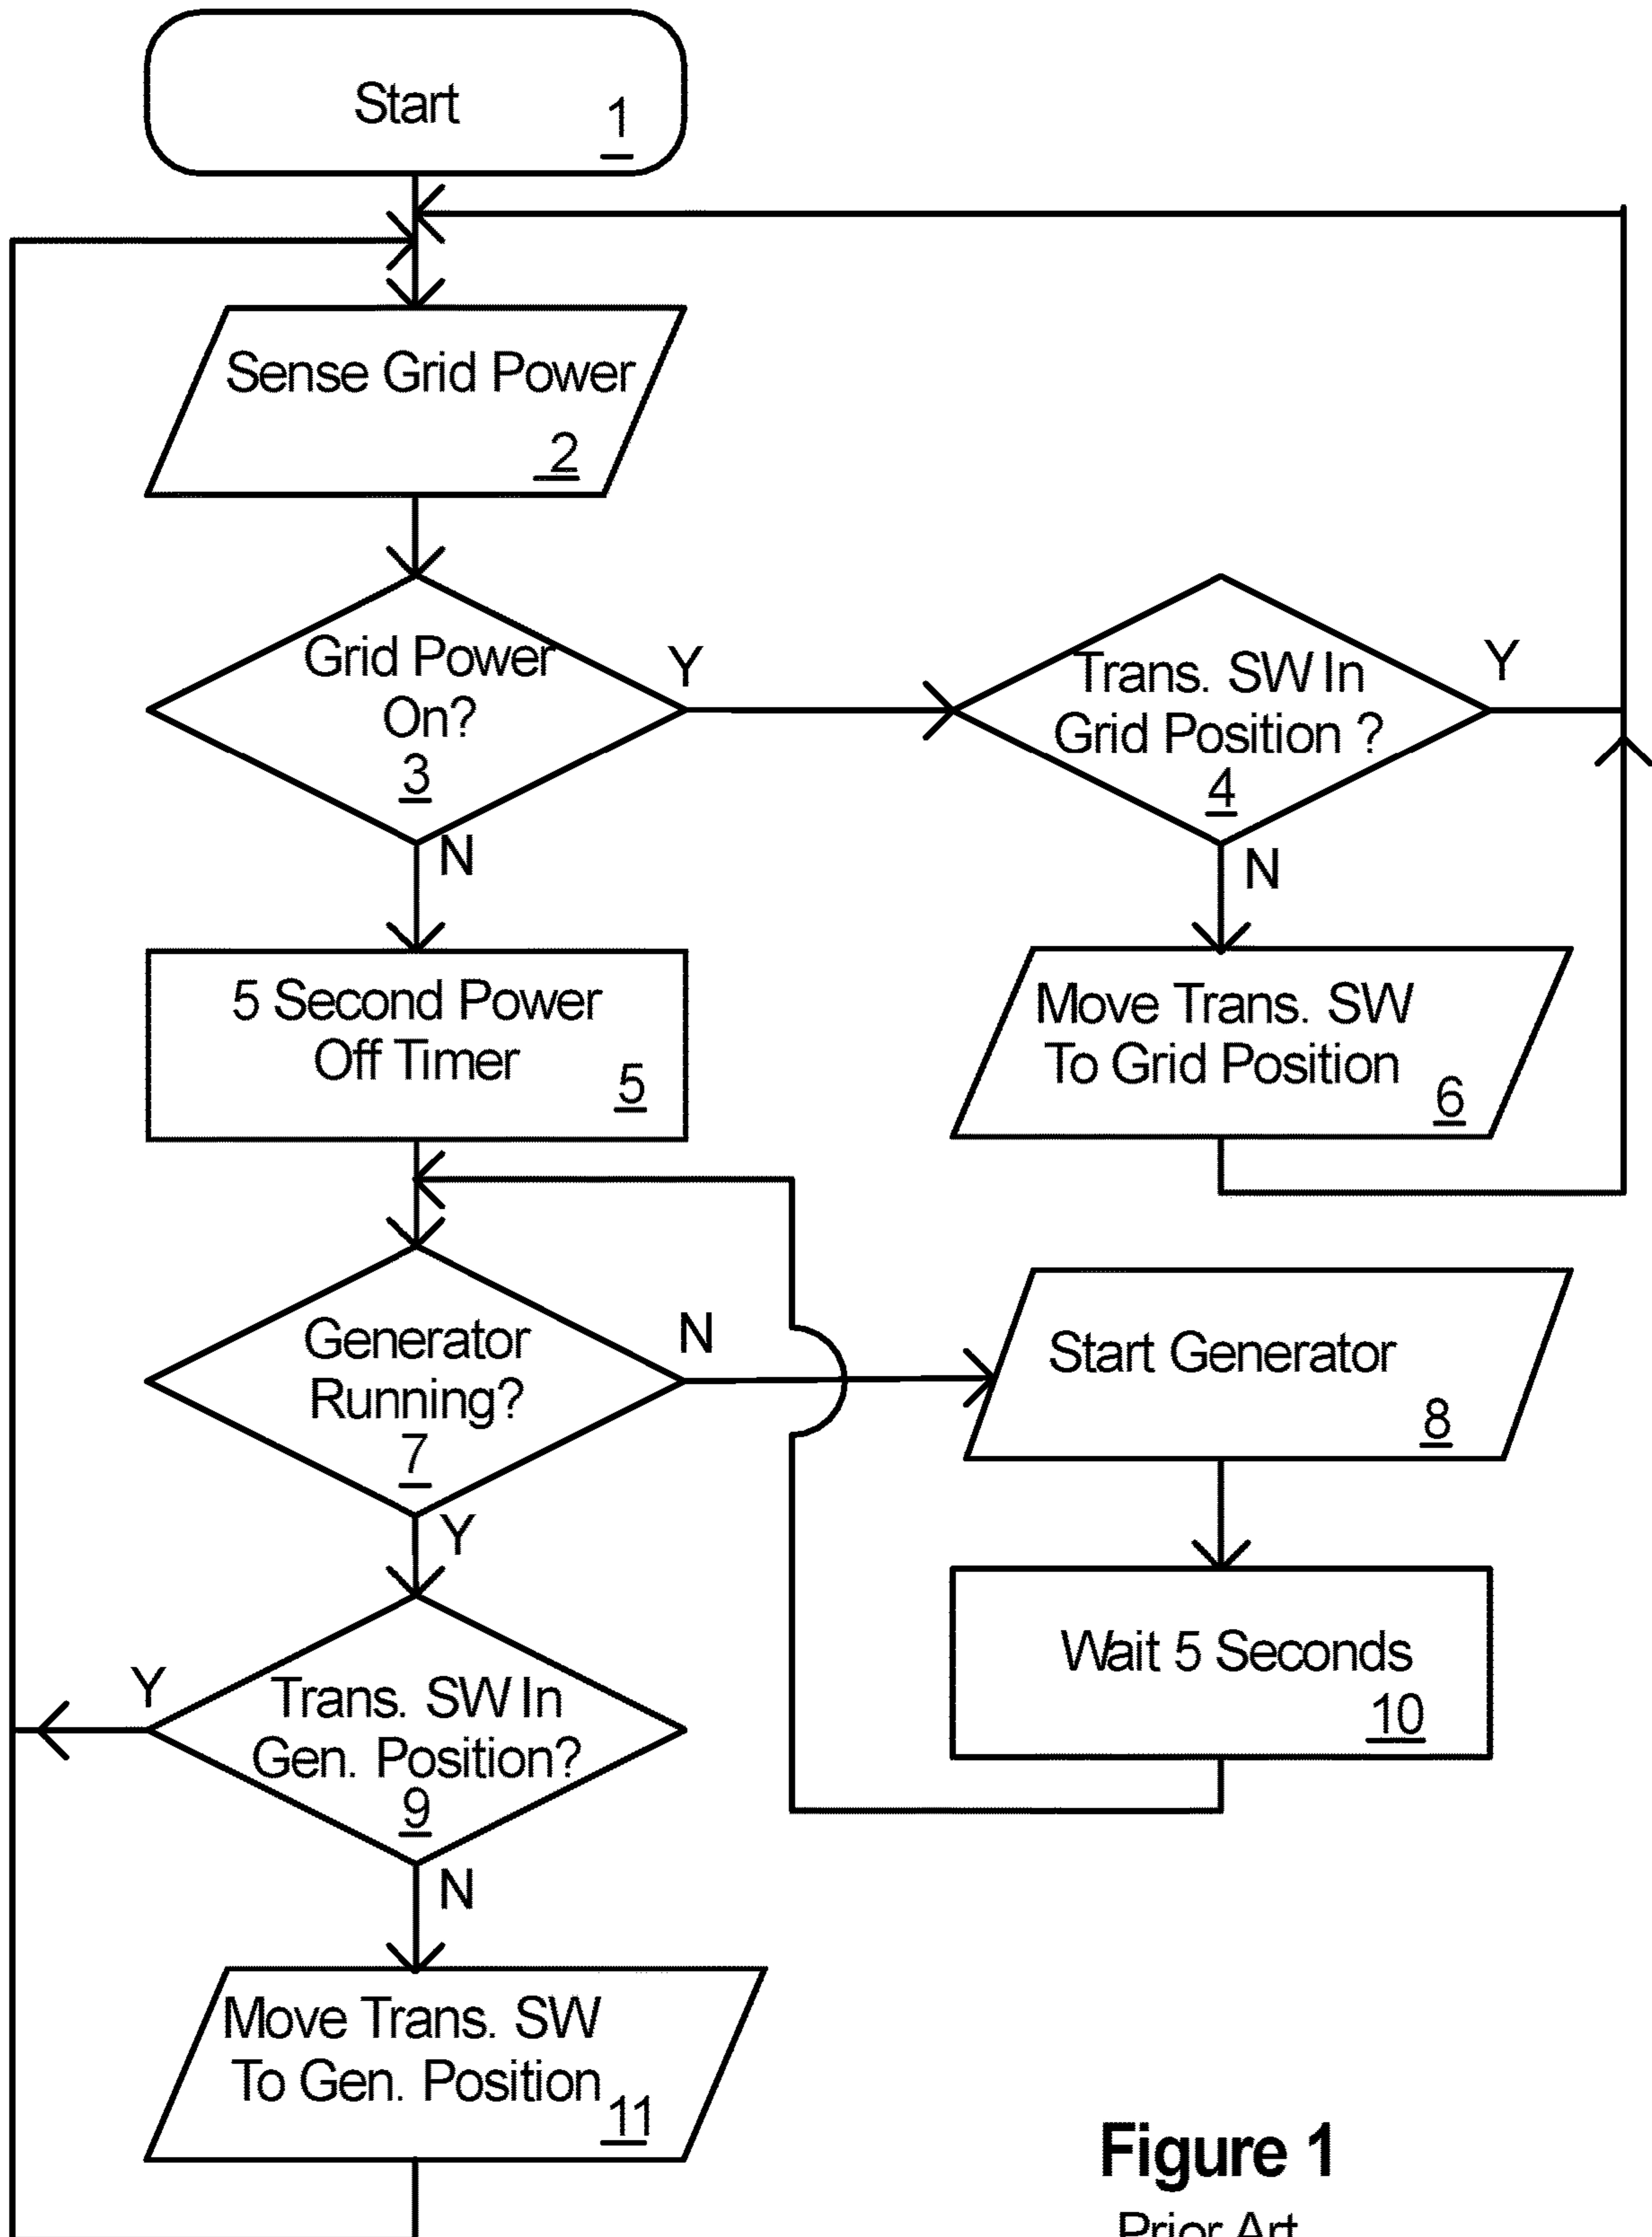 Start
1
Sense Grid Power
2
Grid Power
On?
3
Y
N
Trans. SW In
Grid Position ?
4
Y
N
5 Second Power
Off Timer
5
Move Trans. SW
To Grid Position
6
Generator
Running?
7
N
Y
Start Generator
8
Wait 5 Seconds
10
Y
Trans. SW In
Gen. Position?
9
N
Move Trans. SW
To Gen. Position
11
Figure 1
Prior Art